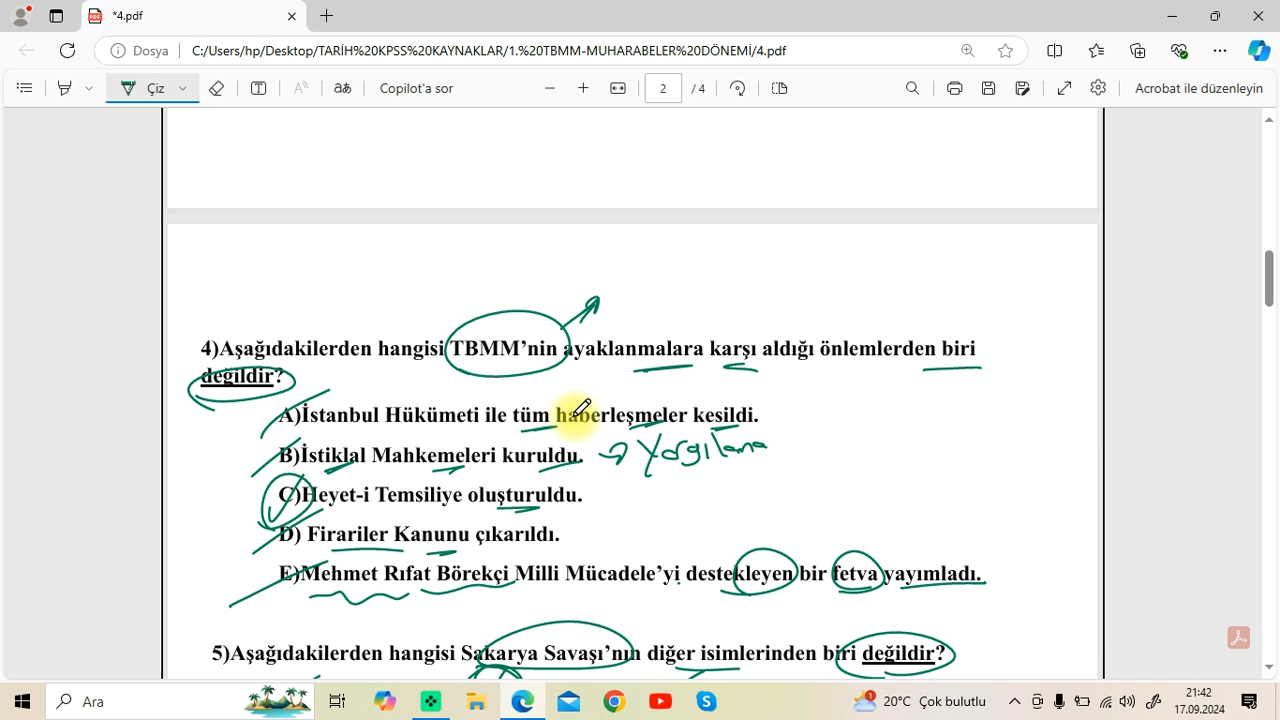 *4.pdf
Dosya
C:/Users/hp/Desktop/TARİH%20KPSS%20KAYNAKLAR/1.%20TBMM-MUHARABELER%20DÖNEMİ/4.pdf
Çiz
aあ
Copilot'a sor
2 / 4
Acrobat ile düzenleyin
4)Aşağıdakilerden hangisi TBMM’nin ayaklanmalara karşı aldığı önlemlerden biri
değildir?
A)İstanbul Hükümeti ile tüm haberleşmeler kesildi.
B)İstiklal Mahkemeleri kuruldu. → Yargılama
C)Heyet-i Temsiliye oluşturuldu.
D) Firariler Kanunu çıkarıldı.
E)Mehmet Rıfat Börekçi Milli Mücadele’yi destekleyen bir fetva yayımladı.
5)Aşağıdakilerden hangisi Sakarya Savaşı’nın diğer isimlerinden biri değildir?
Ara
1
20°C Çok bulutlu
21:42
17.09.2024